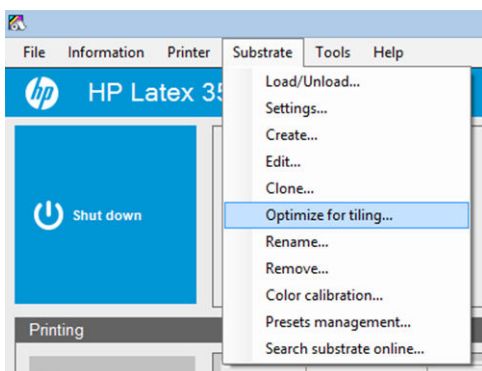 File Information Printer Substrate Tools Help
hp HP Latex 35
Load/Unload...
Settings...
Create...
Edit...
Clone...
Shut down
Optimize for tiling...
Rename...
Remove...
Color calibration...
Printing
Presets management...
Search substrate online...